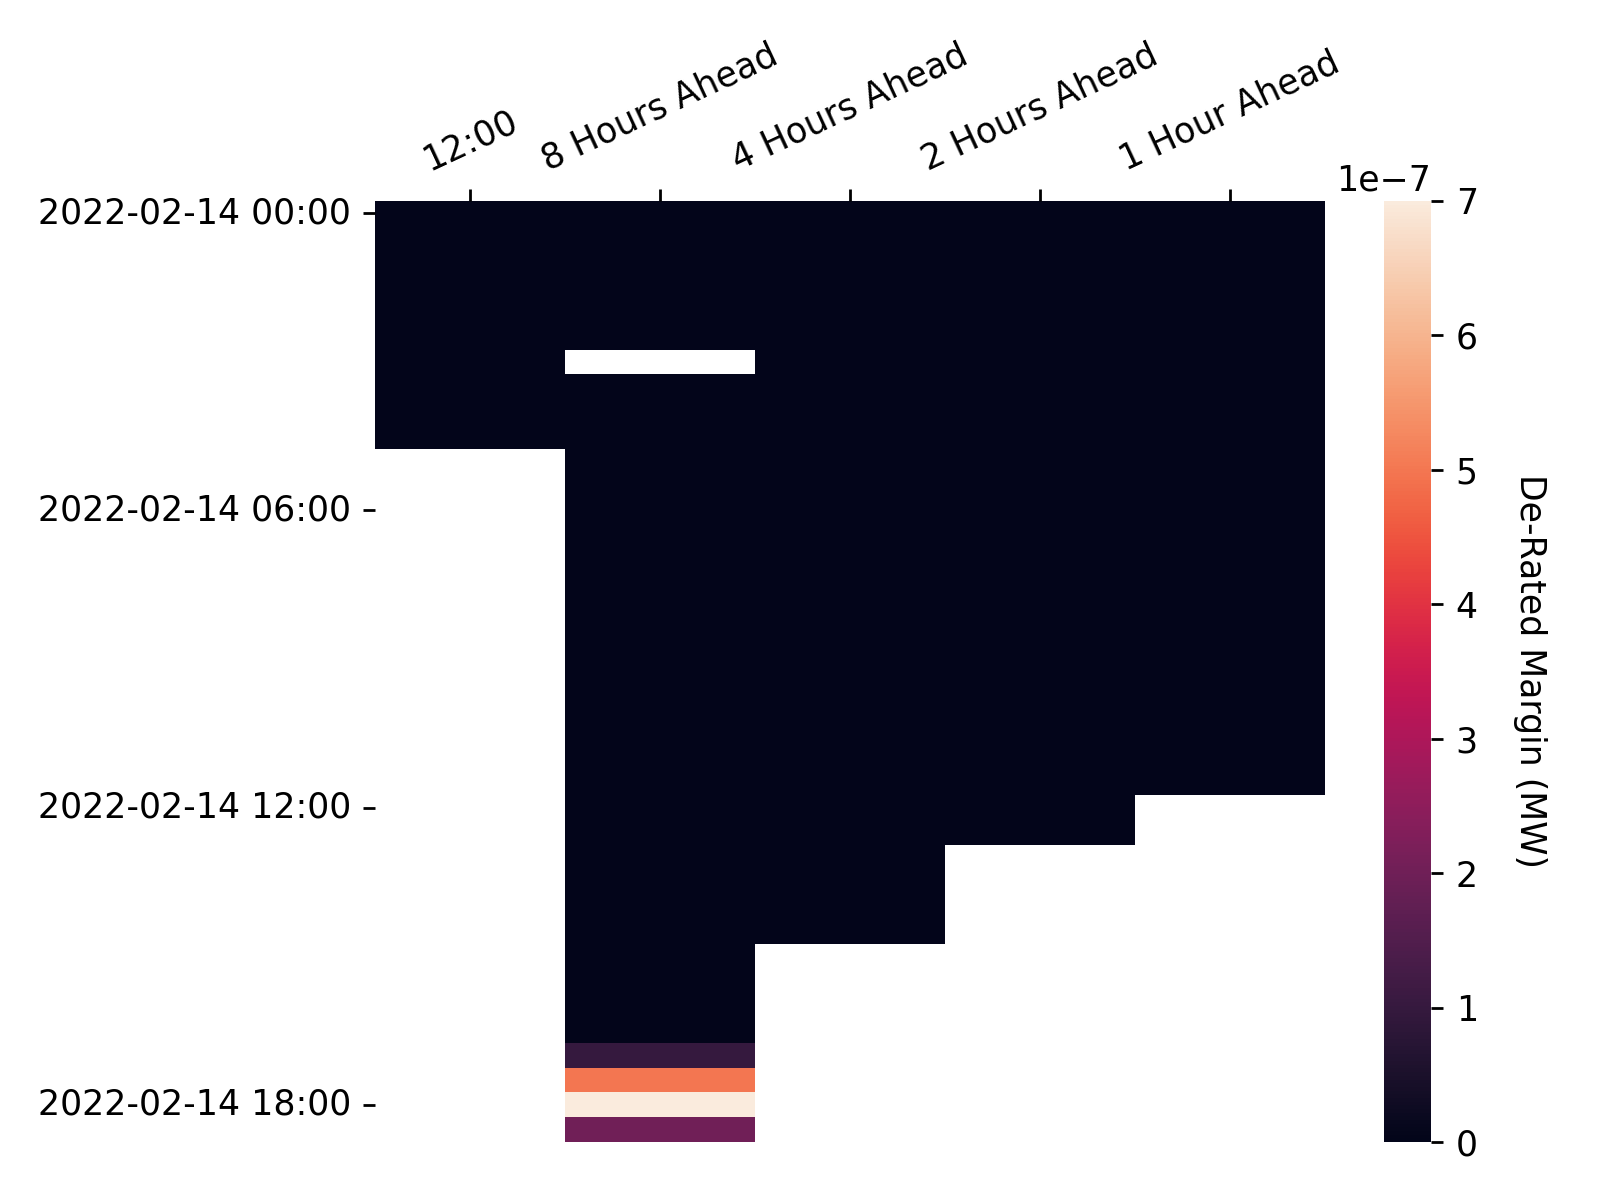 12:00
8 Hours Ahead
4 Hours Ahead
2 Hours Ahead
1 Hour Ahead
2022-02-14 00:00
2022-02-14 06:00
2022-02-14 12:00
2022-02-14 18:00
1e−7
7
6
5
4
3
2
1
0
De-Rated Margin (MW)